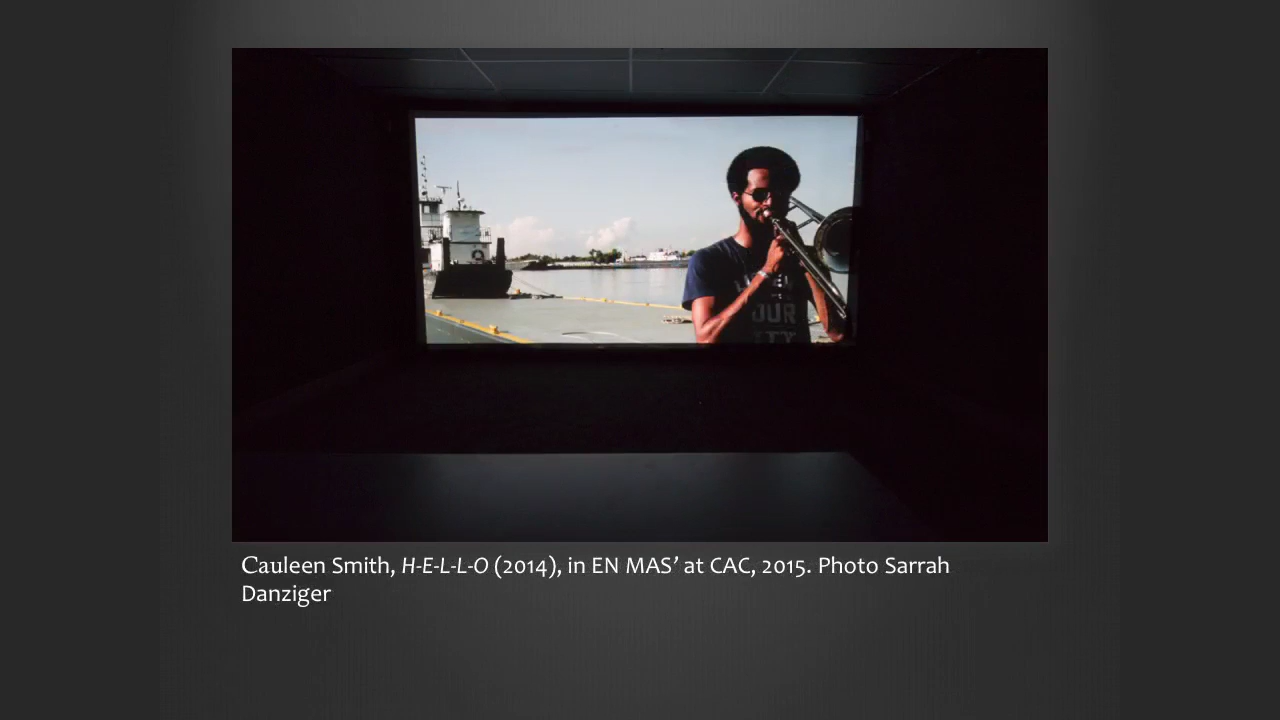 Cauleen Smith, H-E-L-L-O (2014), in EN MAS’ at CAC, 2015. Photo Sarrah
Danziger